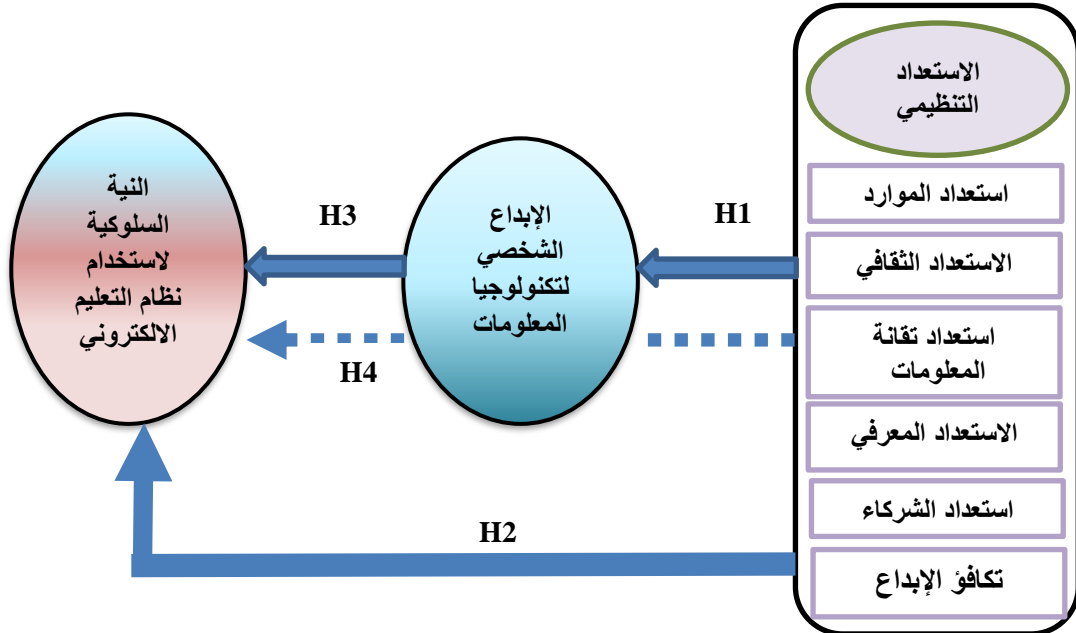 الاستعداد
التنظيمي
استعداد الموارد
الاستعداد الثقافي
استعداد تقانة
المعلومات
الاستعداد المعرفي
استعداد الشركاء
تكافؤ الإبداع
H1
الإبداع
الشخصي
لتكنولوجيا
المعلومات
H3
H4
النية
السلوكية
لاستخدام
نظام التعليم
الالكتروني
H2